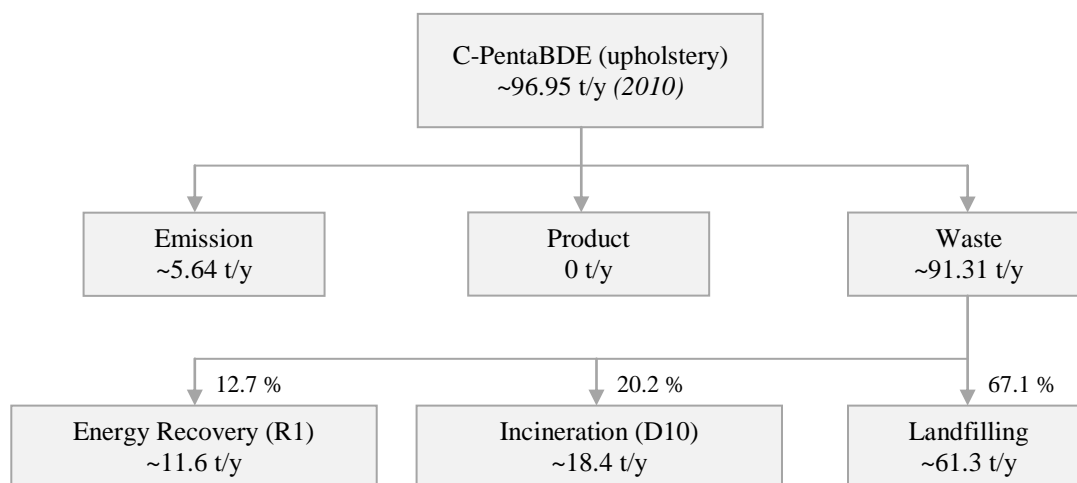 C-PentaBDE (upholstery)
~96.95 t/y (2010)
Emission
~5.64 t/y
Product
0 t/y
Waste
~91.31 t/y
12.7 %
20.2 %
67.1 %
Energy Recovery (R1)
~11.6 t/y
Incineration (D10)
~18.4 t/y
Landfilling
~61.3 t/y